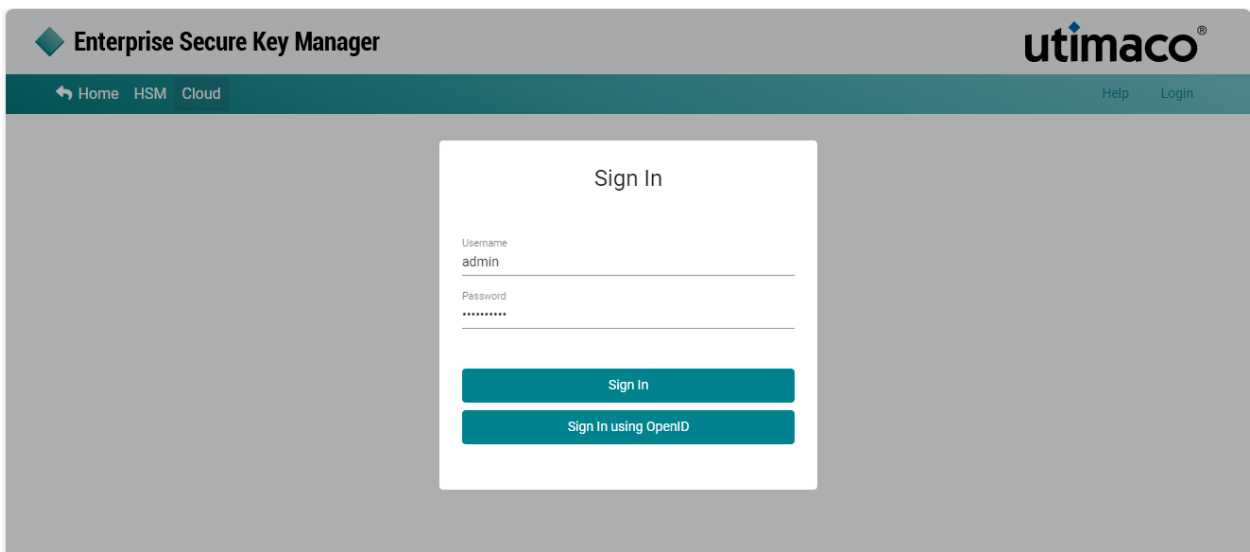 Enterprise Secure Key Manager
utimaco®
Home HSM Cloud Help Login
Sign In
Username
admin
Password
••••••••••
Sign In
Sign In using OpenID